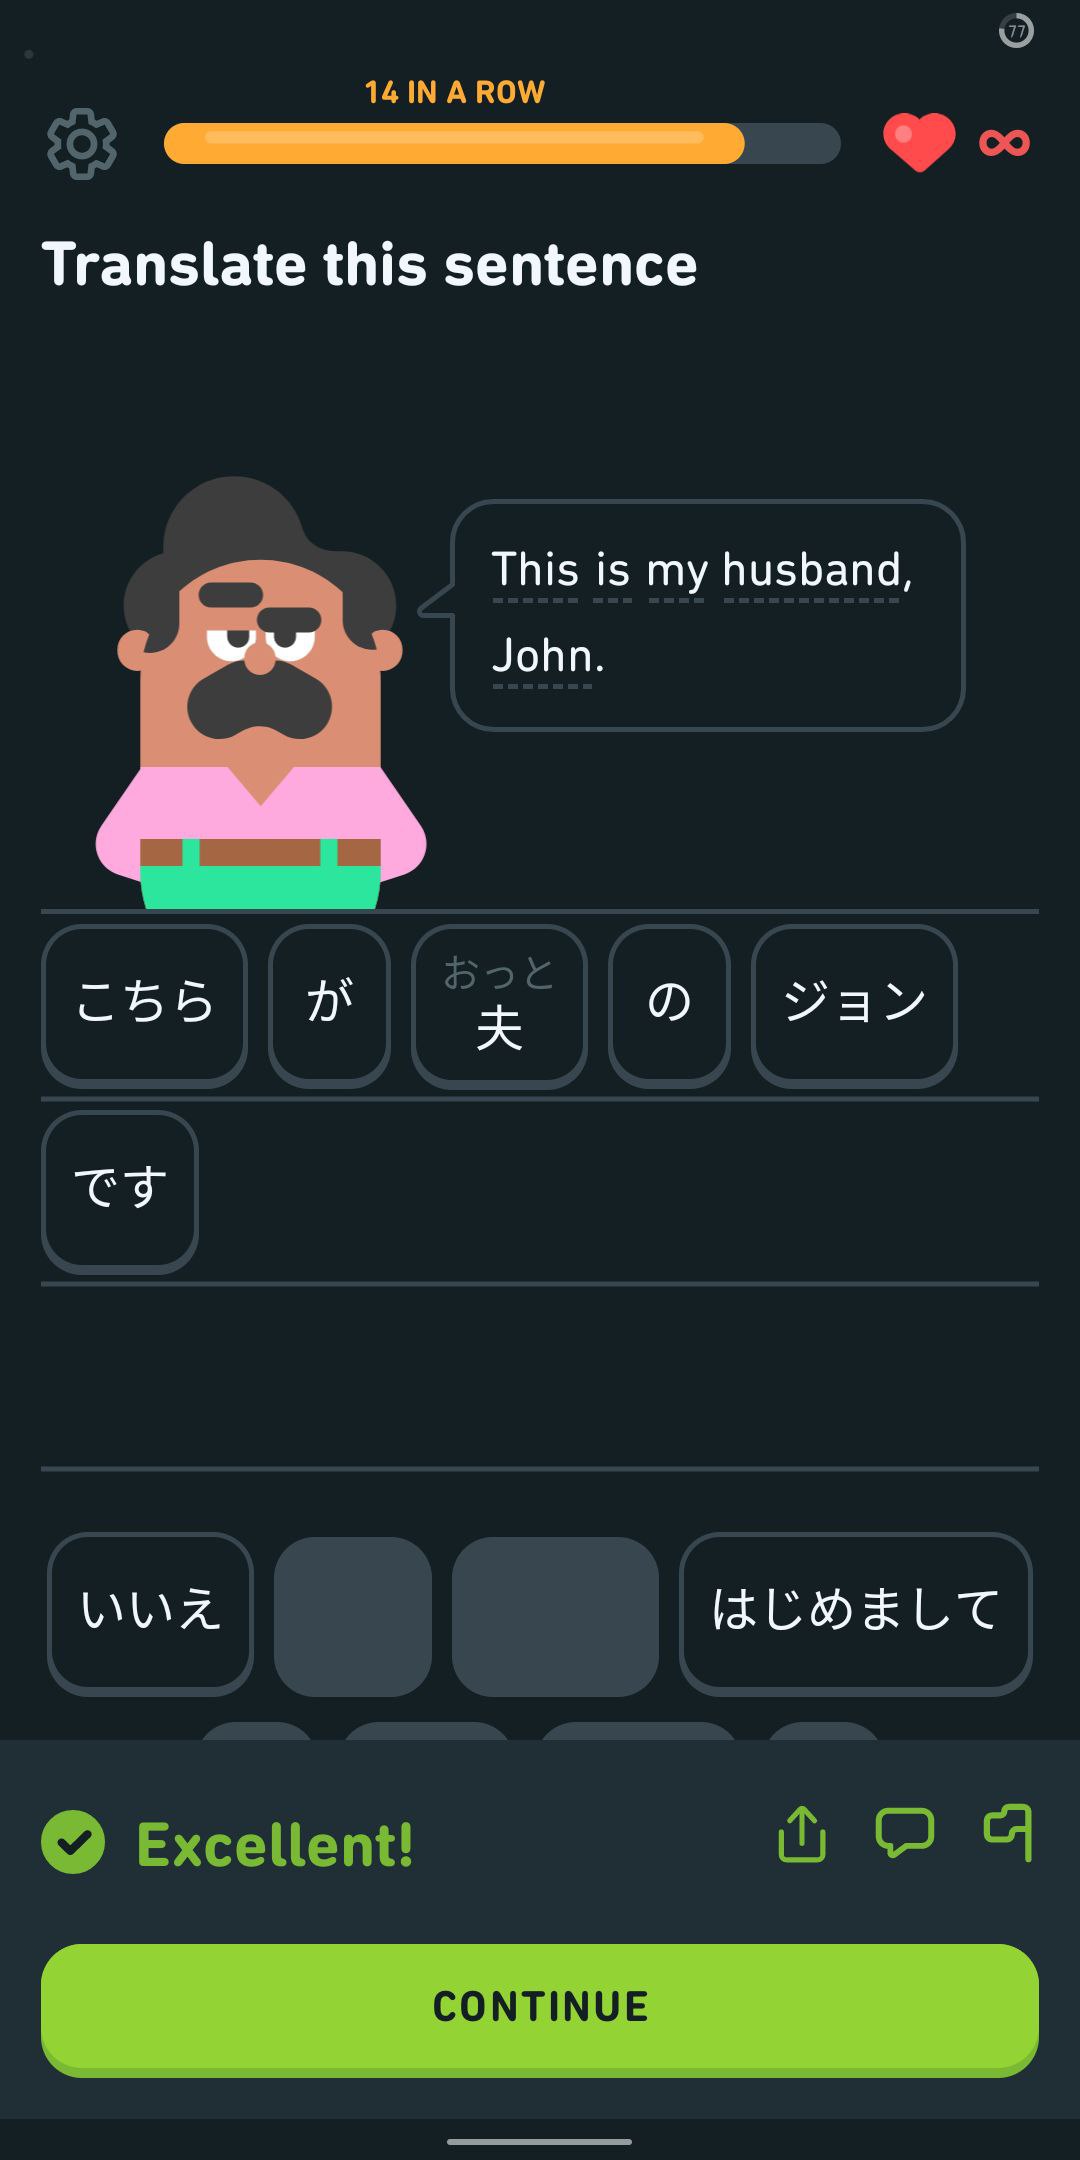 77
14 IN A ROW
Translate this sentence
This is my husband,
John.
おっと
こちら が 夫 の ジョン
です
いいえ はじめまして
Excellent!
CONTINUE